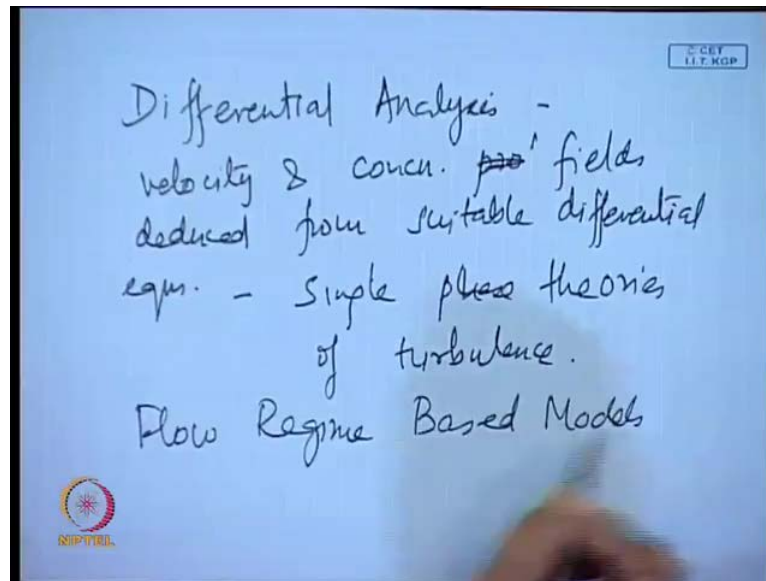 © CET
I.I.T. KGP
Differential Analysis -
velocity & concn. fields
deduced from suitable differential
eqns. - Single phase theories
of turbulence.
Flow Regime Based Models
NPTEL